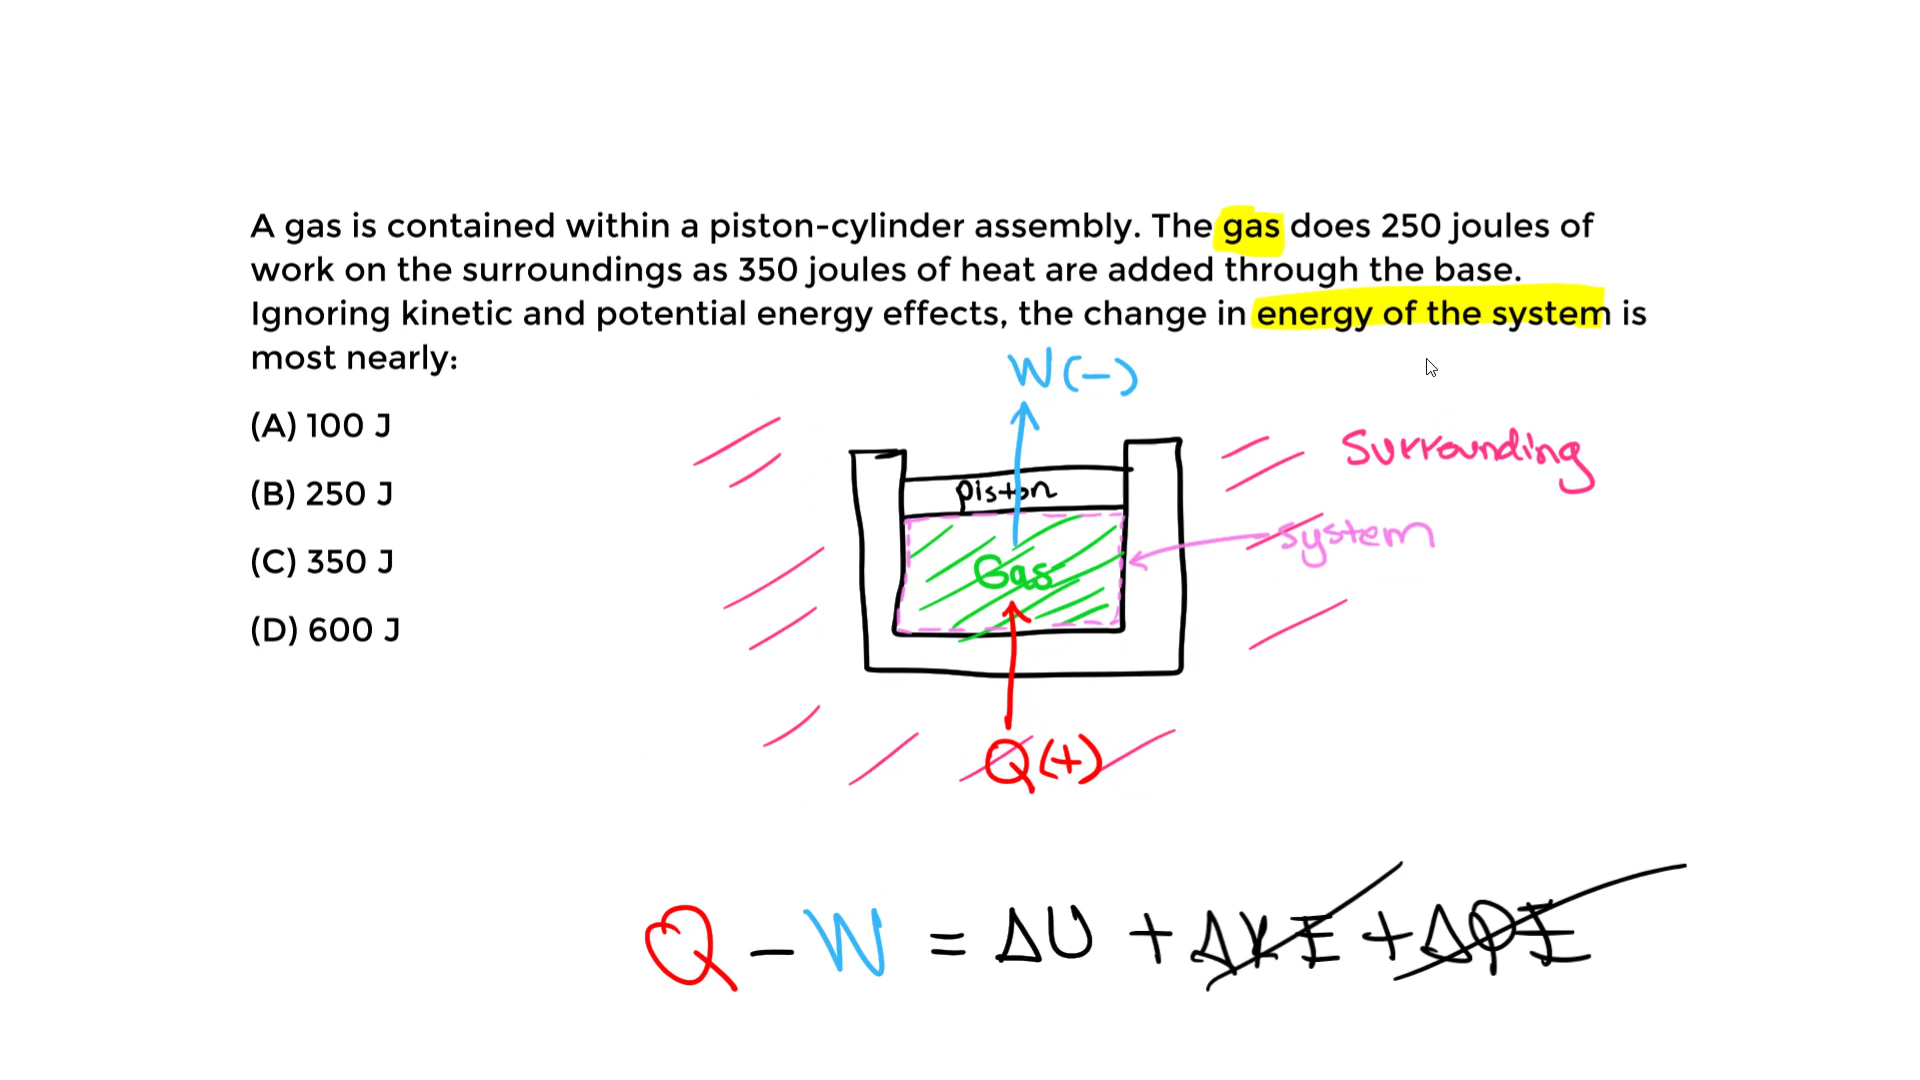 A gas is contained within a piston-cylinder assembly. The gas does 250 joules of
work on the surroundings as 350 joules of heat are added through the base.
Ignoring kinetic and potential energy effects, the change in energy of the system is
most nearly:
W(-)
(A) 100 J
Surrounding
piston
(B) 250 J
system
(C) 350 J
Gas
(D) 600 J
Q(+)
Q - W = ΔU + ΔKE + ΔPE